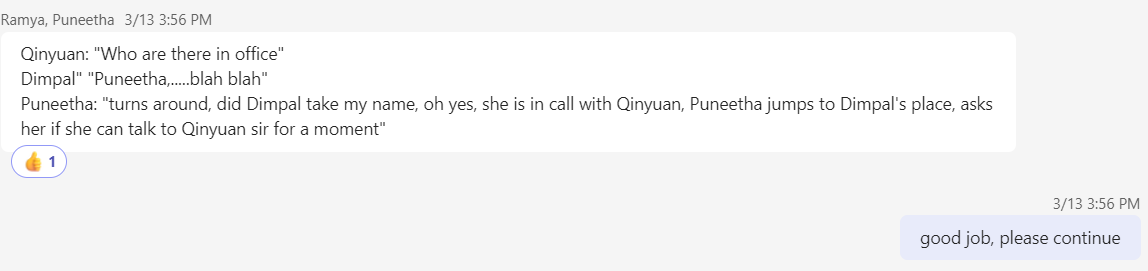 Ramya, Puneetha 3/13 3:56 PM
Qinyuan: "Who are there in office"
Dimpal" "Puneetha,.....blah blah"
Puneetha: "turns around, did Dimpal take my name, oh yes, she is in call with Qinyuan, Puneetha jumps to Dimpal's place, asks
her if she can talk to Qinyuan sir for a moment"
👍 1
3/13 3:56 PM
good job, please continue